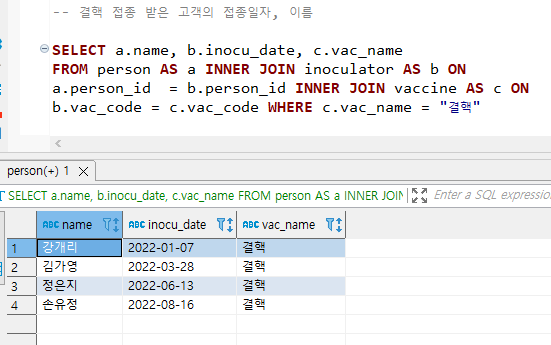 -- 결핵 접종 받은 고객의 접종일자, 이름
SELECT a.name, b.inocu_date, c.vac_name
FROM person AS a INNER JOIN inoculator AS b ON
a.person_id  = b.person_id INNER JOIN vaccine AS c ON
b.vac_code = c.vac_code WHERE c.vac_name = "결핵"
person(+) 1
SELECT a.name, b.inocu_date, c.vac_name FROM person AS a INNER JOIN Enter a SQL expression
ABC name ABC inocu_date ABC vac_name
1 강개리 2022-01-07 결핵
2 김가영 2022-03-28 결핵
3 정은지 2022-06-13 결핵
4 손유정 2022-08-16 결핵